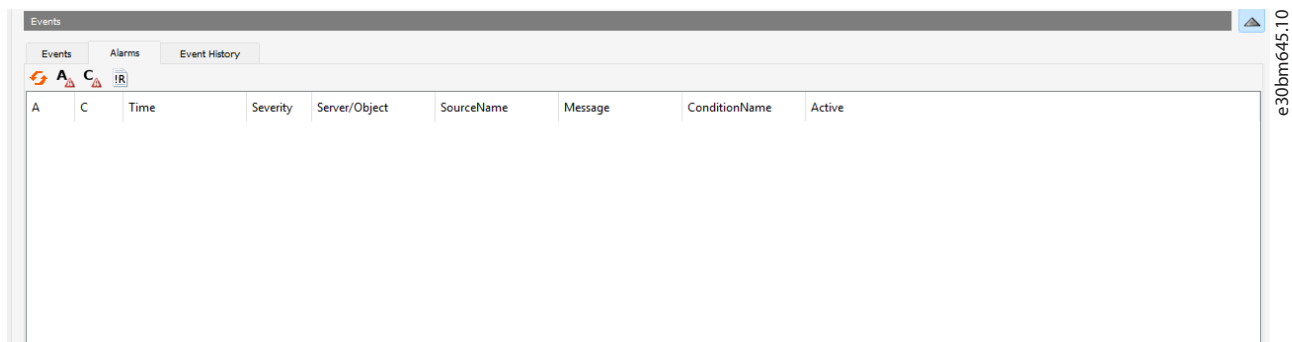 Events
Events Alarms Event History
A C !R
A C Time Severity Server/Object SourceName Message ConditionName Active
e30bm645.10